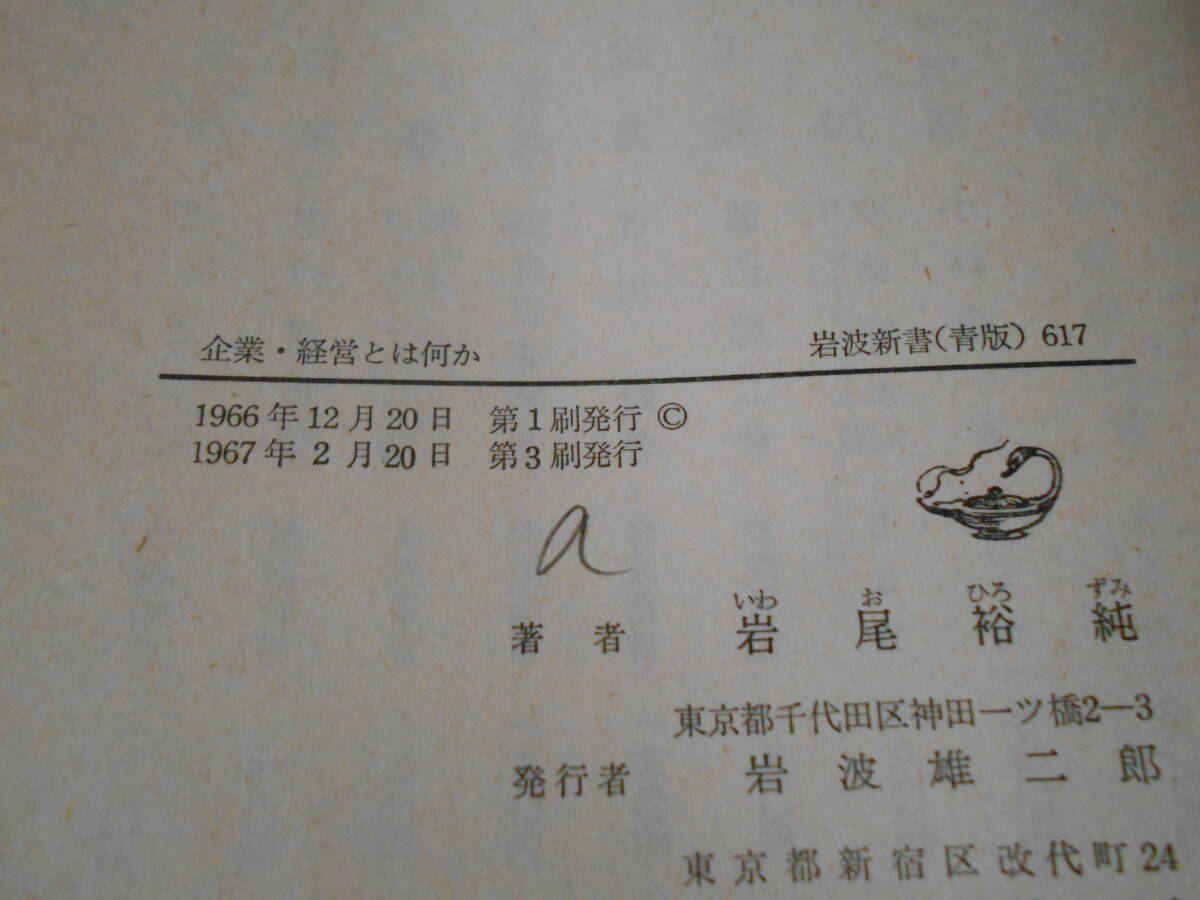 企業・経営とは何か 岩波新書(青版) 617
1966年12月20日 第1刷発行 ©
1967年2月20日 第3刷発行
a
いわ お ひろ ずみ
著者 岩尾裕純
東京都千代田区神田一ツ橋2—3
発行者 岩波雄二郎
東京都新宿区改代町24